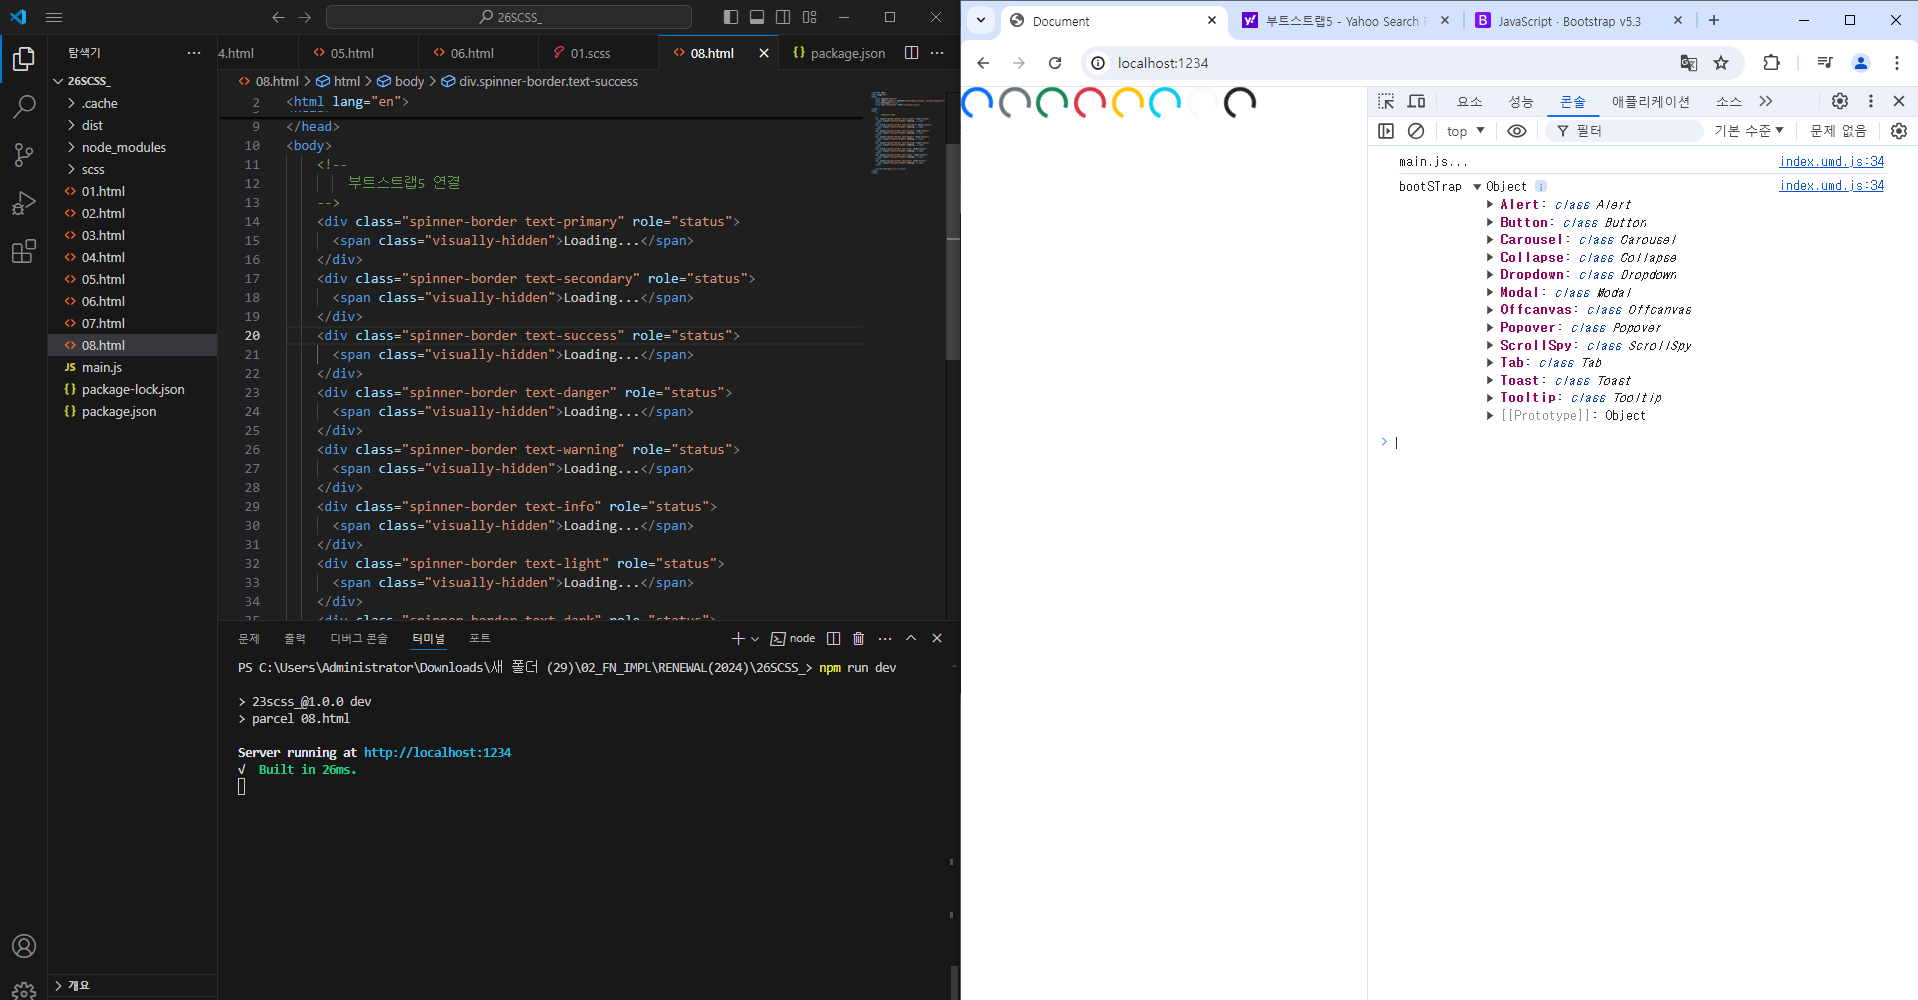 26SCSS_
탐색기
26SCSS_
.cache
dist
node_modules
scss
01.html
02.html
03.html
04.html
05.html
06.html
07.html
08.html
JS main.js
{} package-lock.json
{} package.json
개요
4.html
05.html
06.html
01.scss
08.html
{} package.json
08.html > html > body > div.spinner-border.text-success
2 <html lang="en">
9 </head>
10 <body>
11 <!--
12 부트스트랩5 연결
13 -->
14 <div class="spinner-border text-primary" role="status">
15 <span class="visually-hidden">Loading...</span>
16 </div>
17 <div class="spinner-border text-secondary" role="status">
18 <span class="visually-hidden">Loading...</span>
19 </div>
20 <div class="spinner-border text-success" role="status">
21 <span class="visually-hidden">Loading...</span>
22 </div>
23 <div class="spinner-border text-danger" role="status">
24 <span class="visually-hidden">Loading...</span>
25 </div>
26 <div class="spinner-border text-warning" role="status">
27 <span class="visually-hidden">Loading...</span>
28 </div>
29 <div class="spinner-border text-info" role="status">
30 <span class="visually-hidden">Loading...</span>
31 </div>
32 <div class="spinner-border text-light" role="status">
33 <span class="visually-hidden">Loading...</span>
34 </div>
35 <div class="spinner-border text-dark" role="status">
문제 출력 디버그 콘솔 터미널 포트
node
PS C:\Users\Administrator\Downloads\새 폴더 (29)\02_FN_IMPL\RENEWAL(2024)\26SCSS_> npm run dev
> 23scss_@1.0.0 dev
> parcel 08.html
Server running at http://localhost:1234
√ Built in 26ms.
Document
부트스트랩5 - Yahoo Search R
JavaScript · Bootstrap v5.3
localhost:1234
요소 성능 콘솔 애플리케이션 소스
top
필터
기본 수준
문제 없음
main.js... index.umd.js:34
bootSTrap Object index.umd.js:34
Alert: class Alert
Button: class Button
Carousel: class Carousel
Collapse: class Collapse
Dropdown: class Dropdown
Modal: class Modal
Offcanvas: class Offcanvas
Popover: class Popover
ScrollSpy: class ScrollSpy
Tab: class Tab
Toast: class Toast
Tooltip: class Tooltip
[[Prototype]]: Object